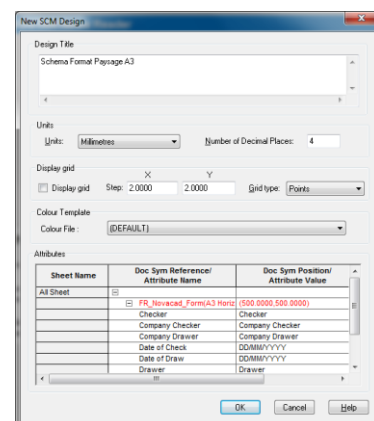 New SCM Design
Design Title
Schema Format Paysage A3
Units
Units: Millimetres Number of Decimal Places: 4
Display grid
X Y
Display grid Step: 2.0000 2.0000 Grid type: Points
Colour Template
Colour File : (DEFAULT)
Attributes
Sheet Name Doc Sym Reference/ Attribute Name Doc Sym Position/ Attribute Value
All Sheet
FR_Novacad_Form(A3 Horiz (500.0000,500.0000)
Checker Checker
Company Checker Company Checker
Company Drawer Company Drawer
Date of Check DD/MM/YYYY
Date of Draw DD/MM/YYYY
Drawer Drawer
OK Cancel Help